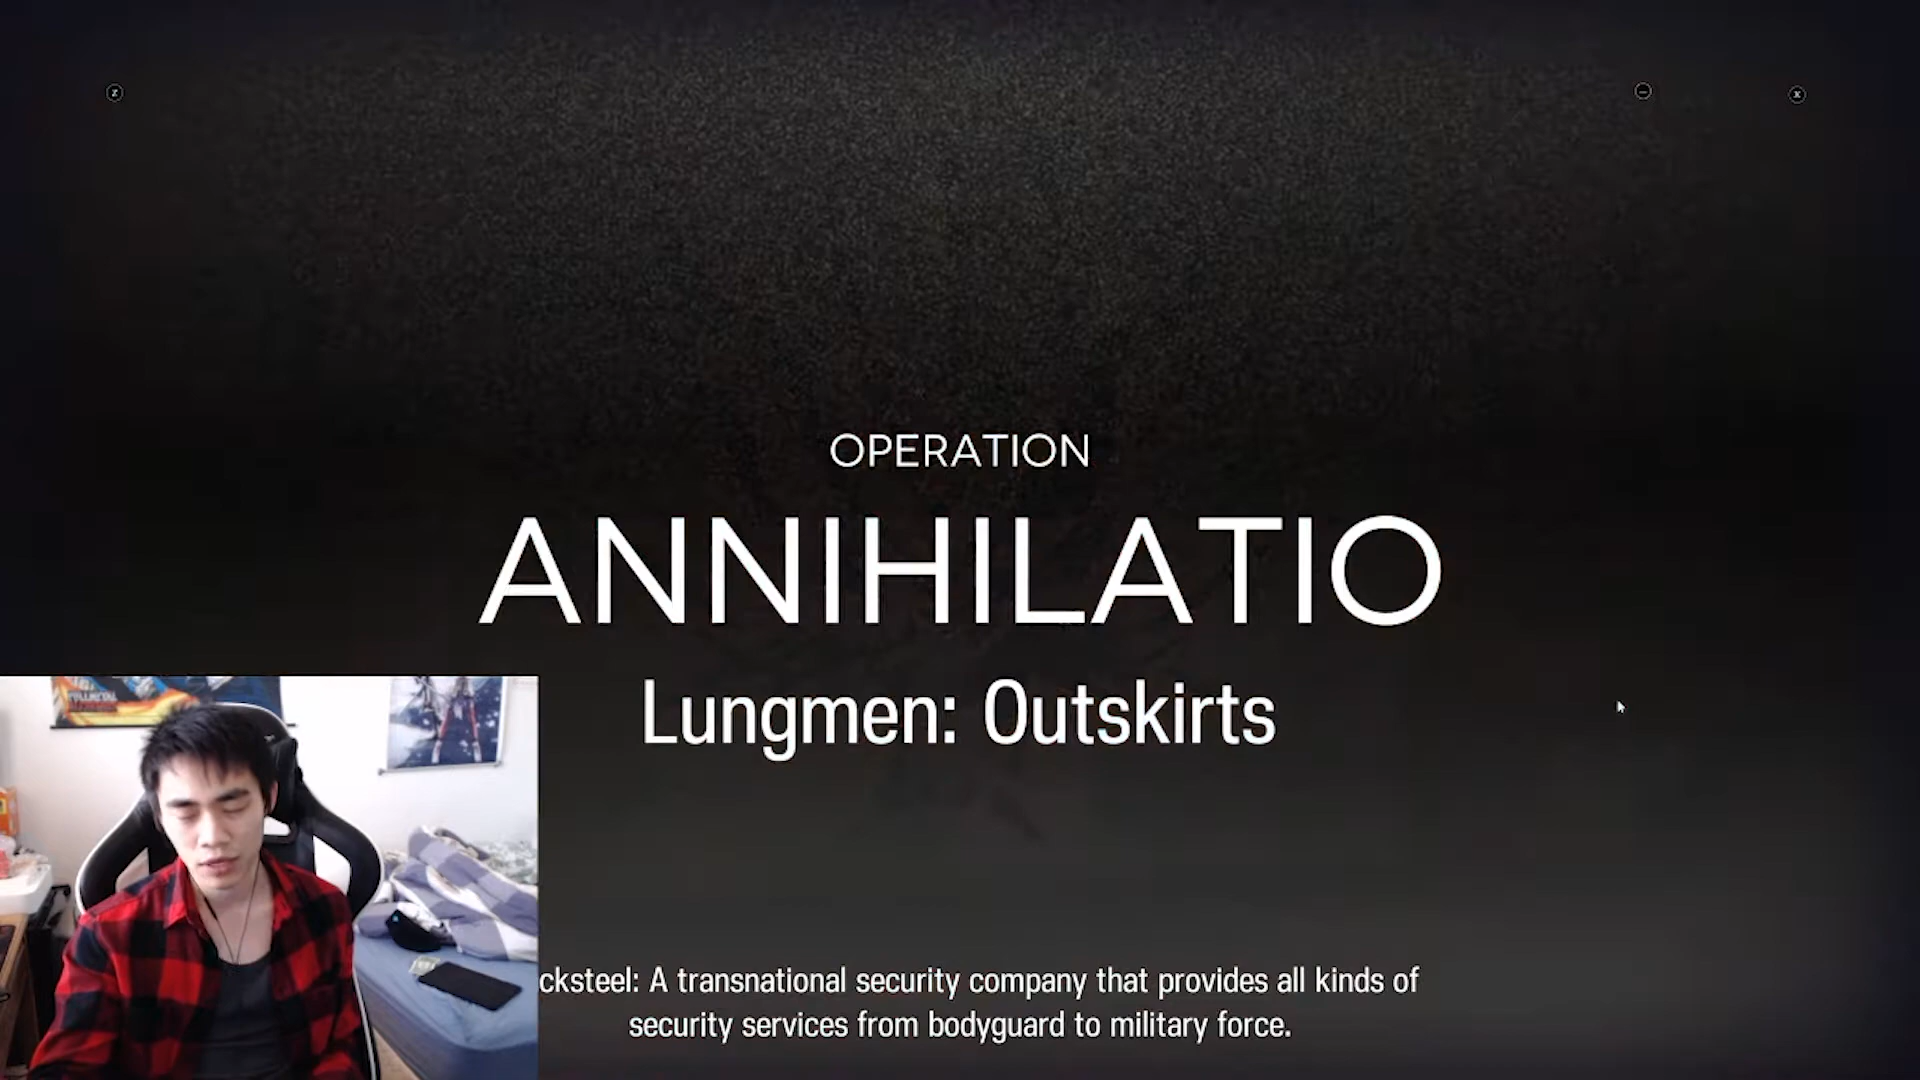 OPERATION
ANNIHILATIO
Lungmen: Outskirts
cksteel: A transnational security company that provides all kinds of
security services from bodyguard to military force.